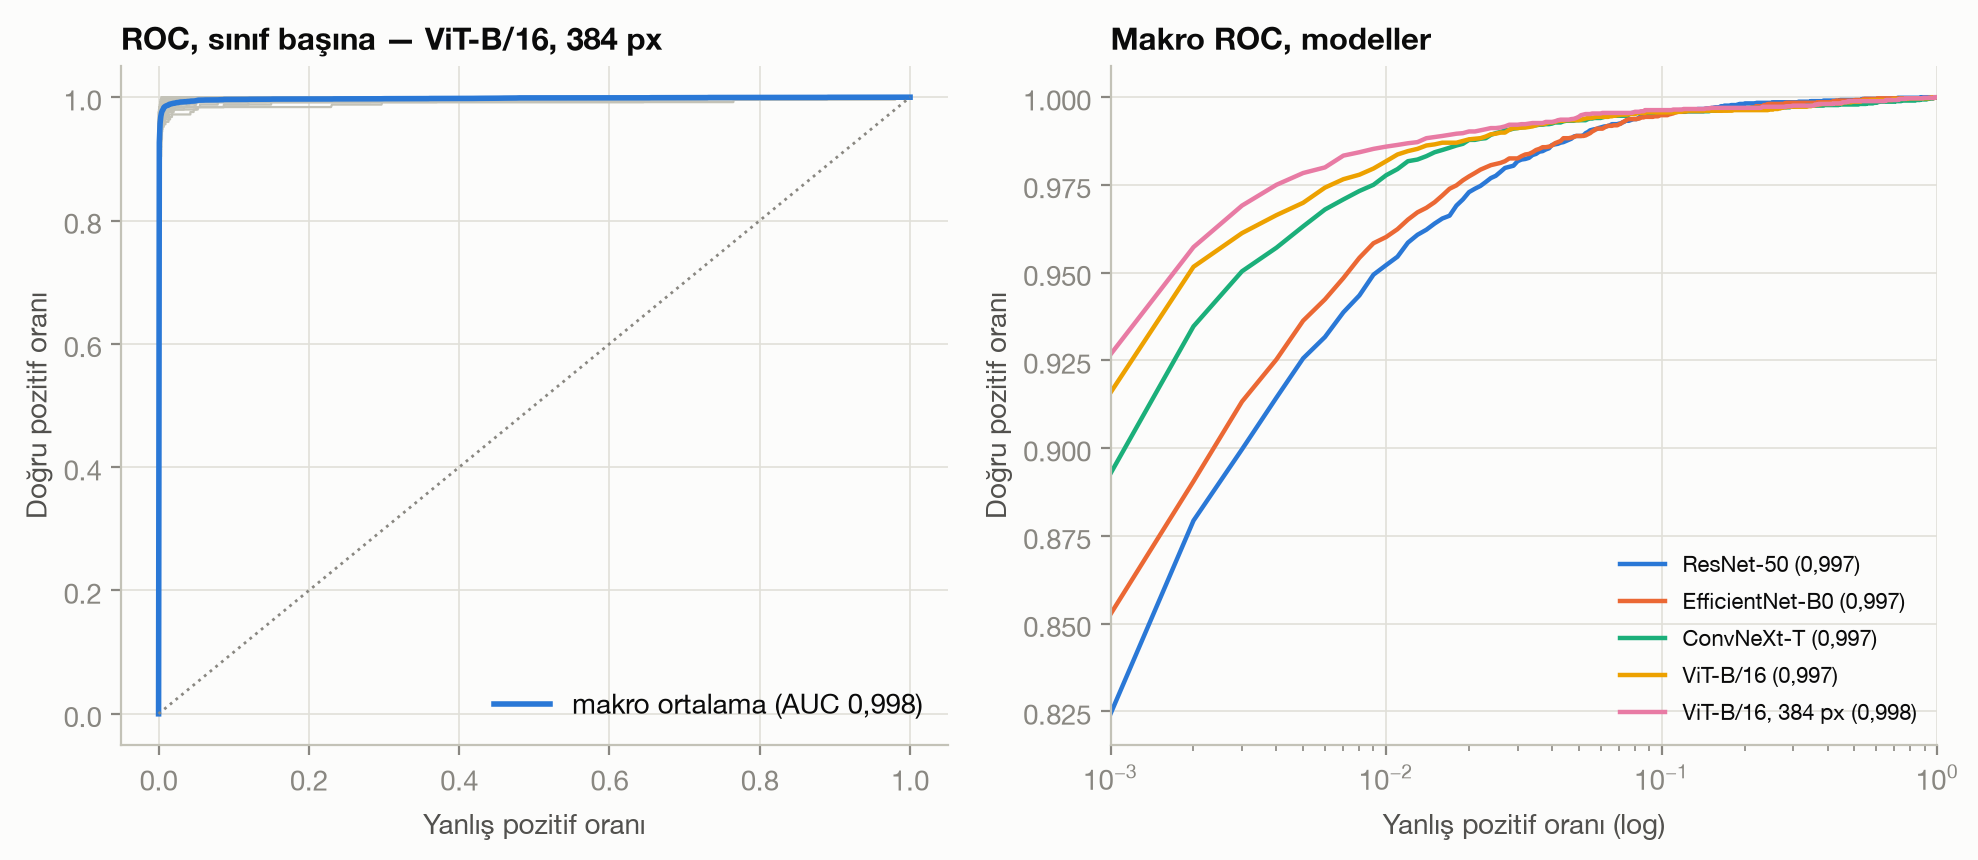 ROC, sınıf başına — ViT-B/16, 384 px
Doğru pozitif oranı
1.0
0.8
0.6
0.4
0.2
0.0
makro ortalama (AUC 0,998)
0.0 0.2 0.4 0.6 0.8 1.0
Yanlış pozitif oranı
Makro ROC, modeller
Doğru pozitif oranı
1.000
0.975
0.950
0.925
0.900
0.875
0.850
0.825
ResNet-50 (0,997)
EfficientNet-B0 (0,997)
ConvNeXt-T (0,997)
ViT-B/16 (0,997)
ViT-B/16, 384 px (0,998)
10⁻³ 10⁻² 10⁻¹ 10⁰
Yanlış pozitif oranı (log)